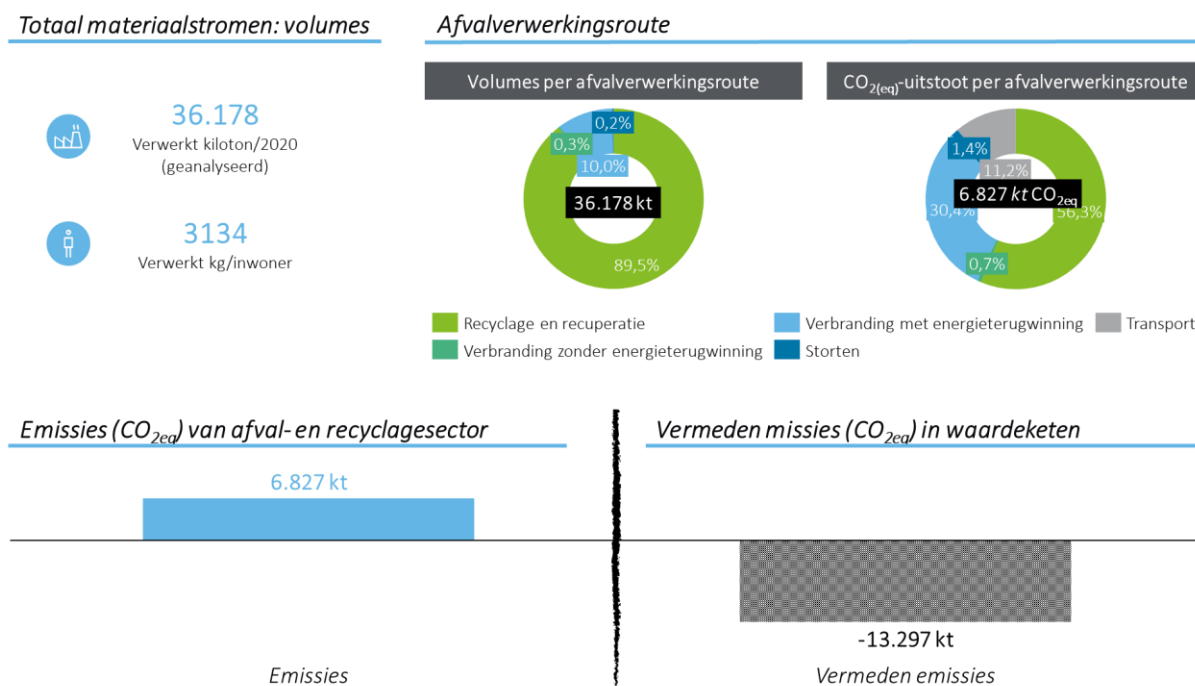 Totaal materiaalstromen: volumes
36.178
Verwerkt kiloton/2020
(geanalyseerd)
3134
Verwerkt kg/inwoner
Afvalverwerkingsroute
Volumes per afvalverwerkingsroute
0,2%
0,3%
10,0%
36.178 kt
89,5%
CO2(eq)-uitstoot per afvalverwerkingsroute
1,4%
11,2%
6.827 kt CO2eq
30,4%
56,3%
0,7%
Recyclage en recuperatie
Verbranding met energieterugwinning
Transport
Verbranding zonder energieterugwinning
Storten
Emissies (CO2eq) van afval- en recyclagesector
6.827 kt
Emissies
Vermeden missies (CO2eq) in waardeketen
-13.297 kt
Vermeden emissies